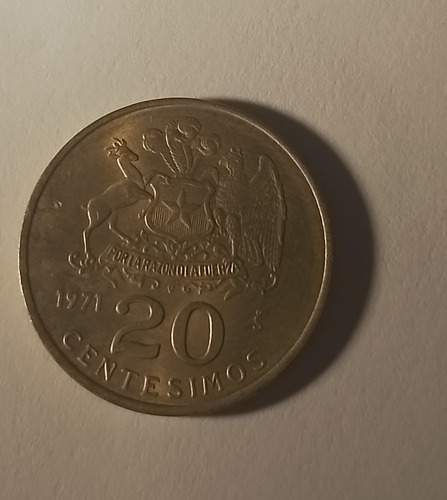 POR LA RAZON O LA FUERZA
1971
20
S
CENTESIMOS